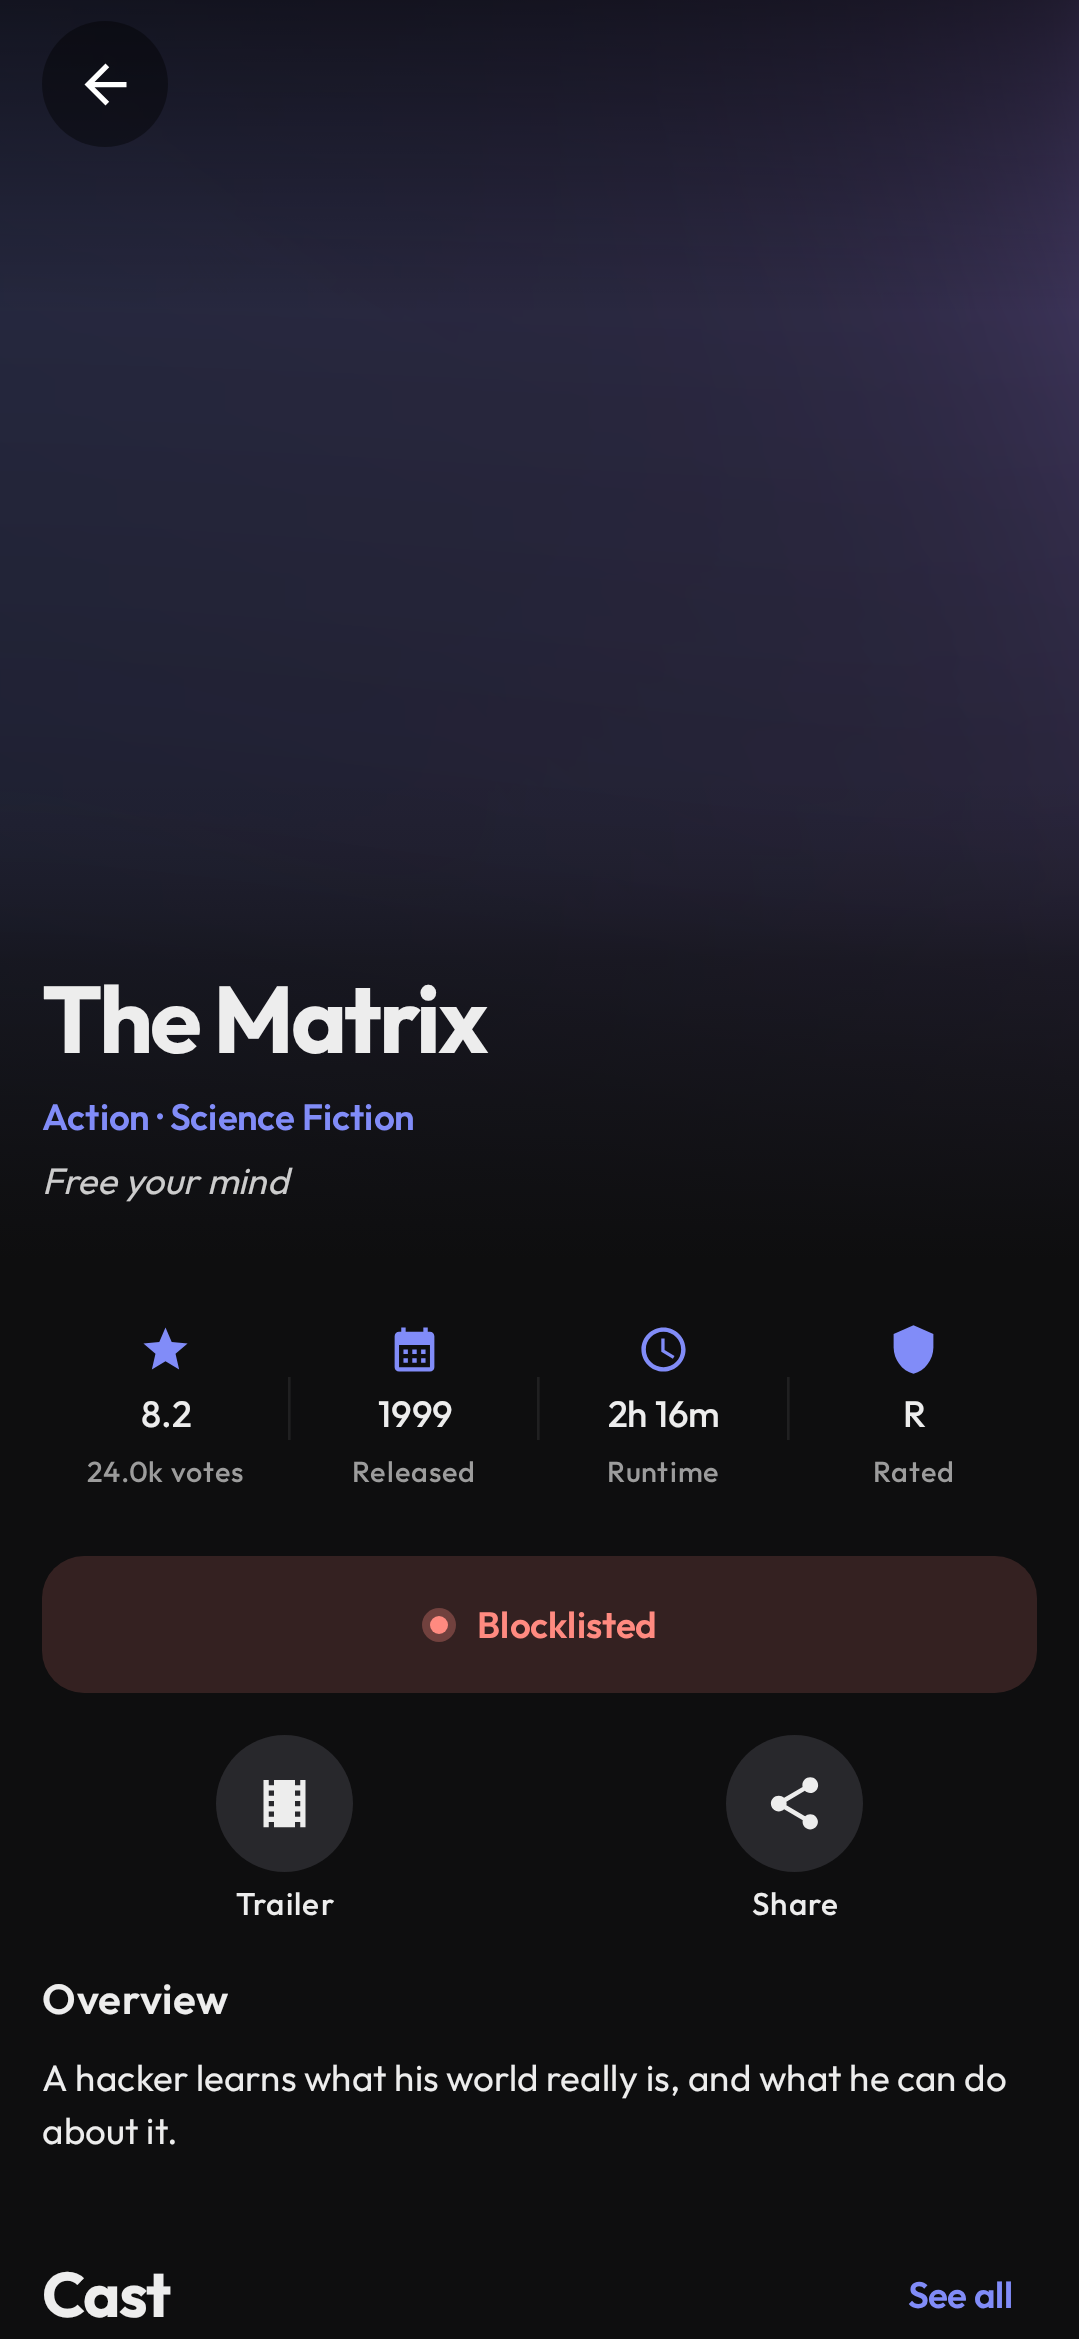 The Matrix
Action · Science Fiction
Free your mind
8.2
24.0k votes
1999
Released
2h 16m
Runtime
R
Rated
Blocklisted
Trailer
Share
Overview
A hacker learns what his world really is, and what he can do
about it.
Cast
See all